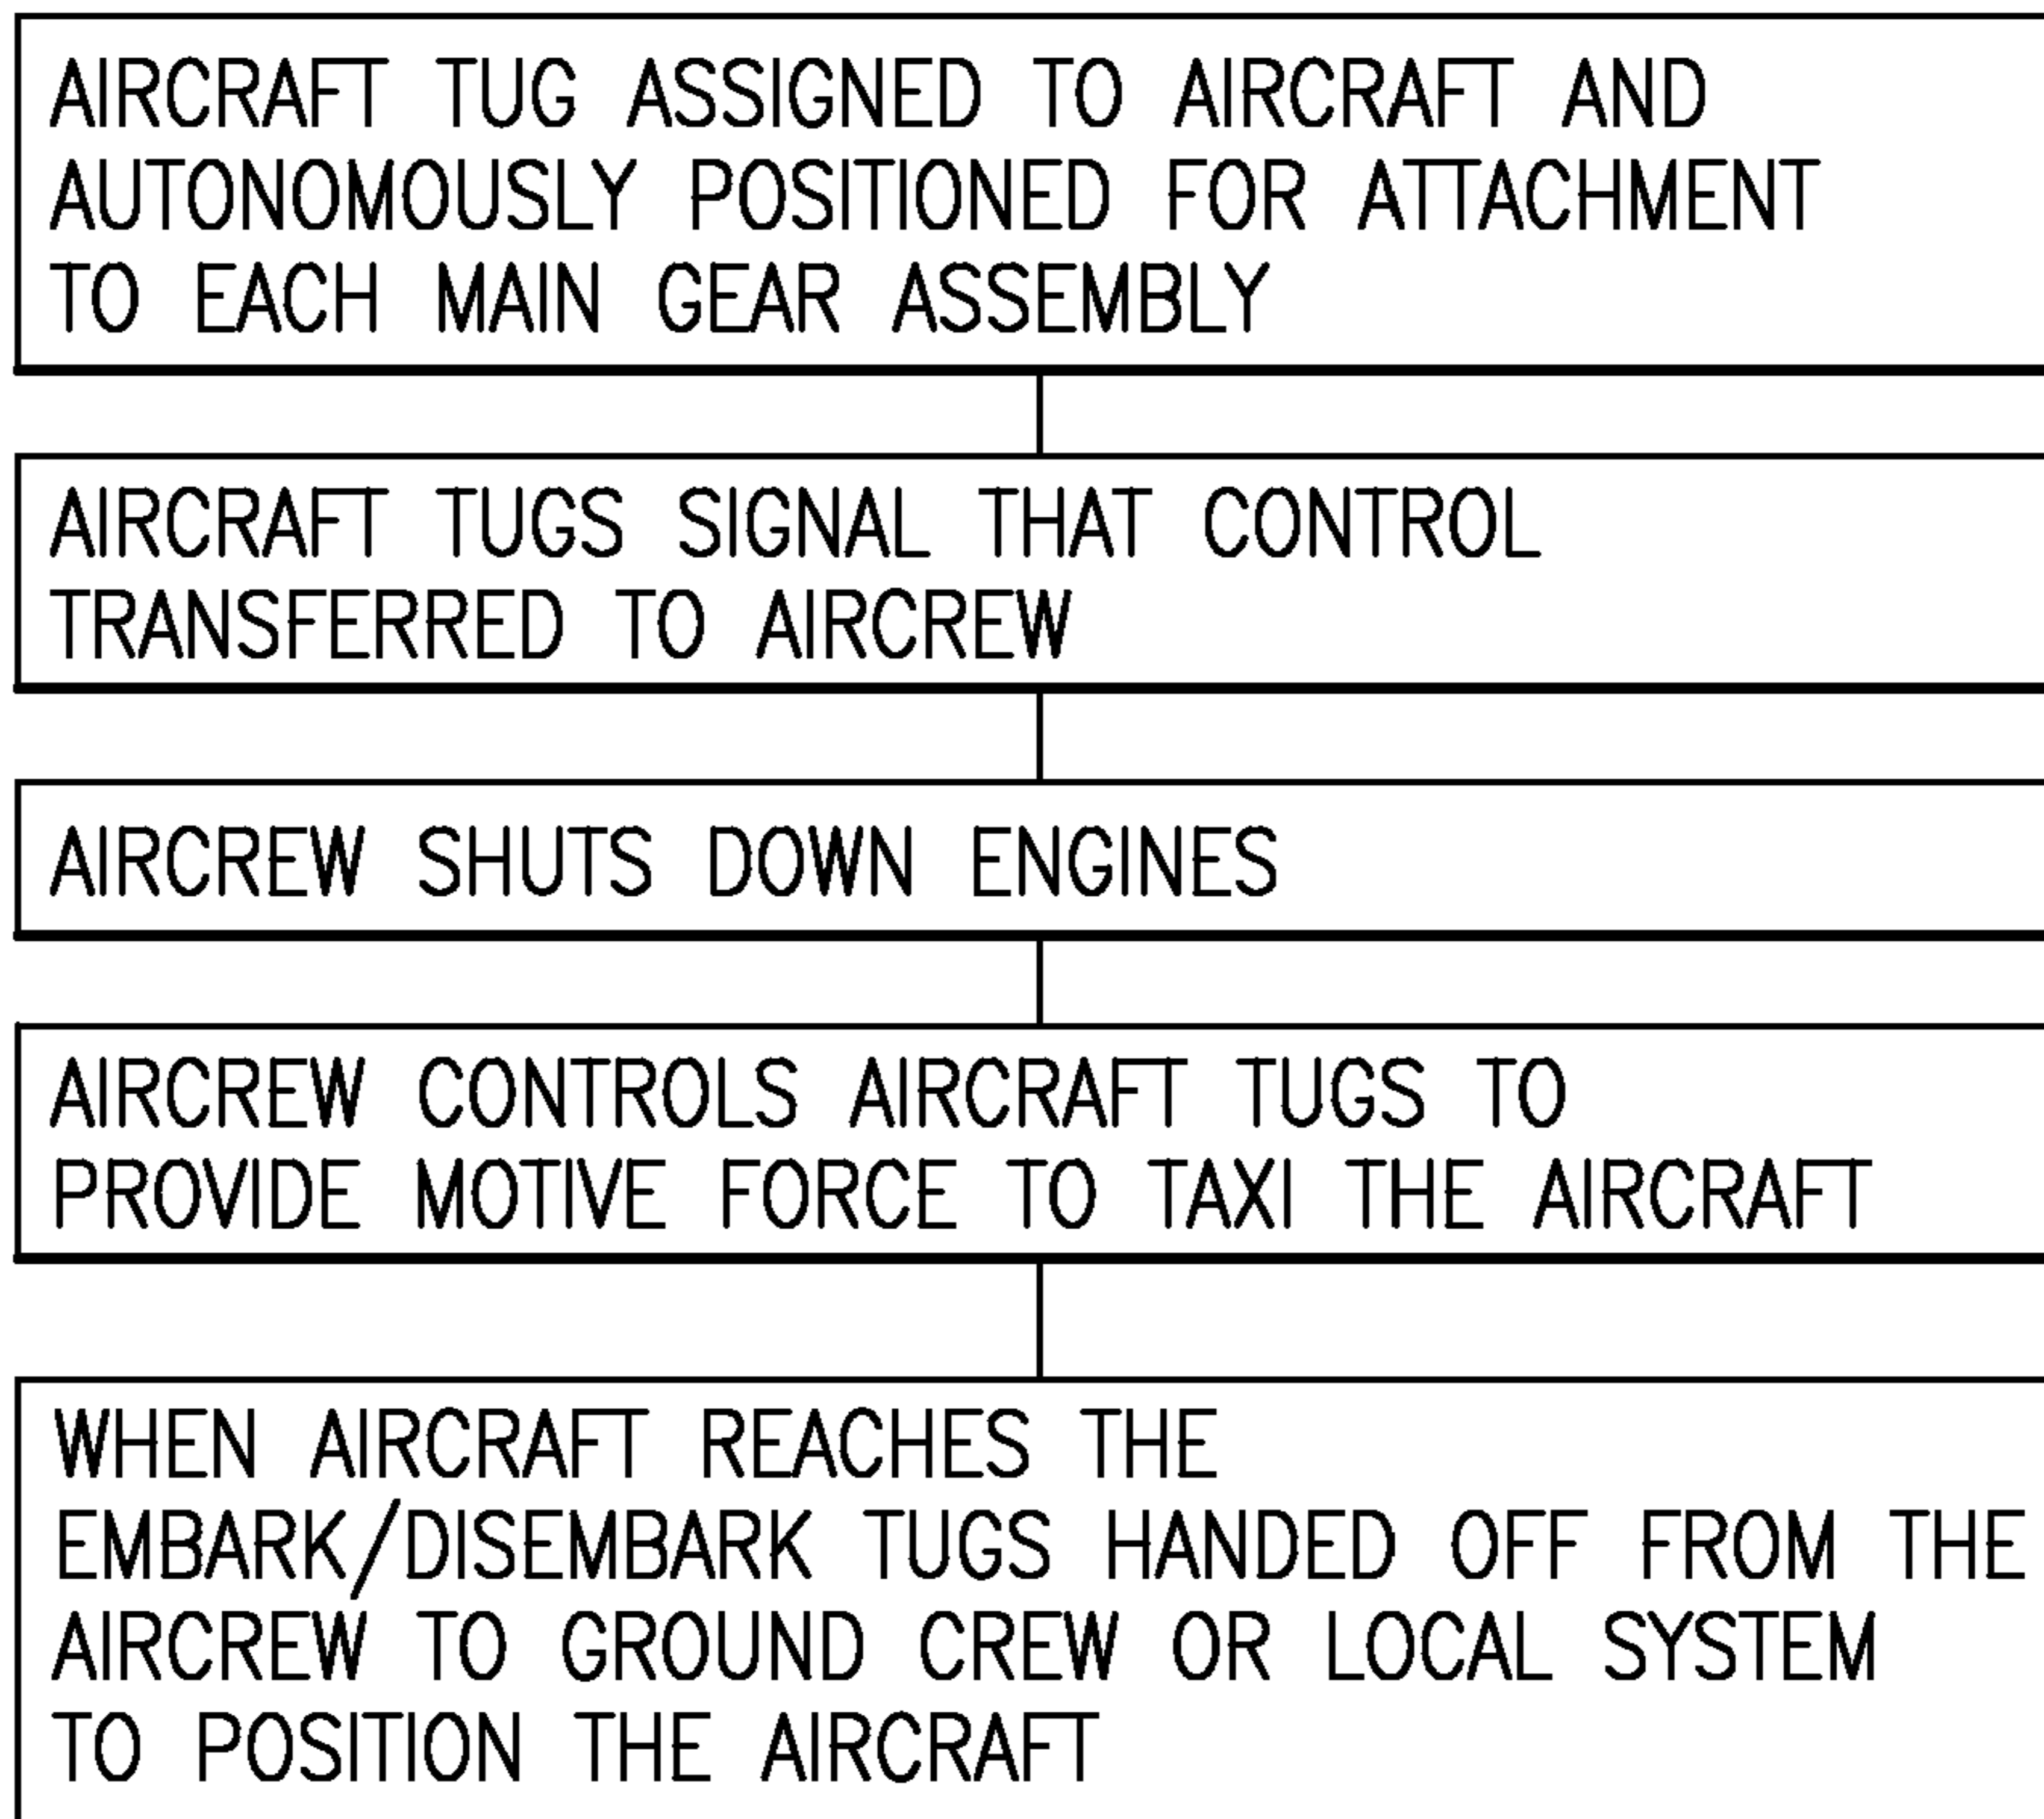 AIRCRAFT TUG ASSIGNED TO AIRCRAFT AND
AUTONOMOUSLY POSITIONED FOR ATTACHMENT
TO EACH MAIN GEAR ASSEMBLY
AIRCRAFT TUGS SIGNAL THAT CONTROL
TRANSFERRED TO AIRCREW
AIRCREW SHUTS DOWN ENGINES
AIRCREW CONTROLS AIRCRAFT TUGS TO
PROVIDE MOTIVE FORCE TO TAXI THE AIRCRAFT
WHEN AIRCRAFT REACHES THE
EMBARK/DISEMBARK TUGS HANDED OFF FROM THE
AIRCREW TO GROUND CREW OR LOCAL SYSTEM
TO POSITION THE AIRCRAFT